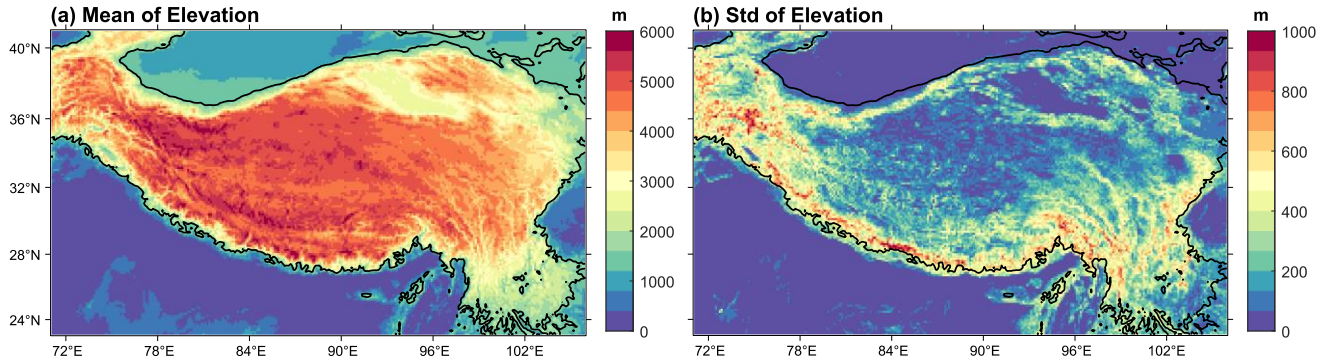 (a) Mean of Elevation
m
6000
5000
4000
3000
2000
1000
0
40°N
36°N
32°N
28°N
24°N
72°E 78°E 84°E 90°E 96°E 102°E
(b) Std of Elevation
m
1000
800
600
400
200
0
72°E 78°E 84°E 90°E 96°E 102°E